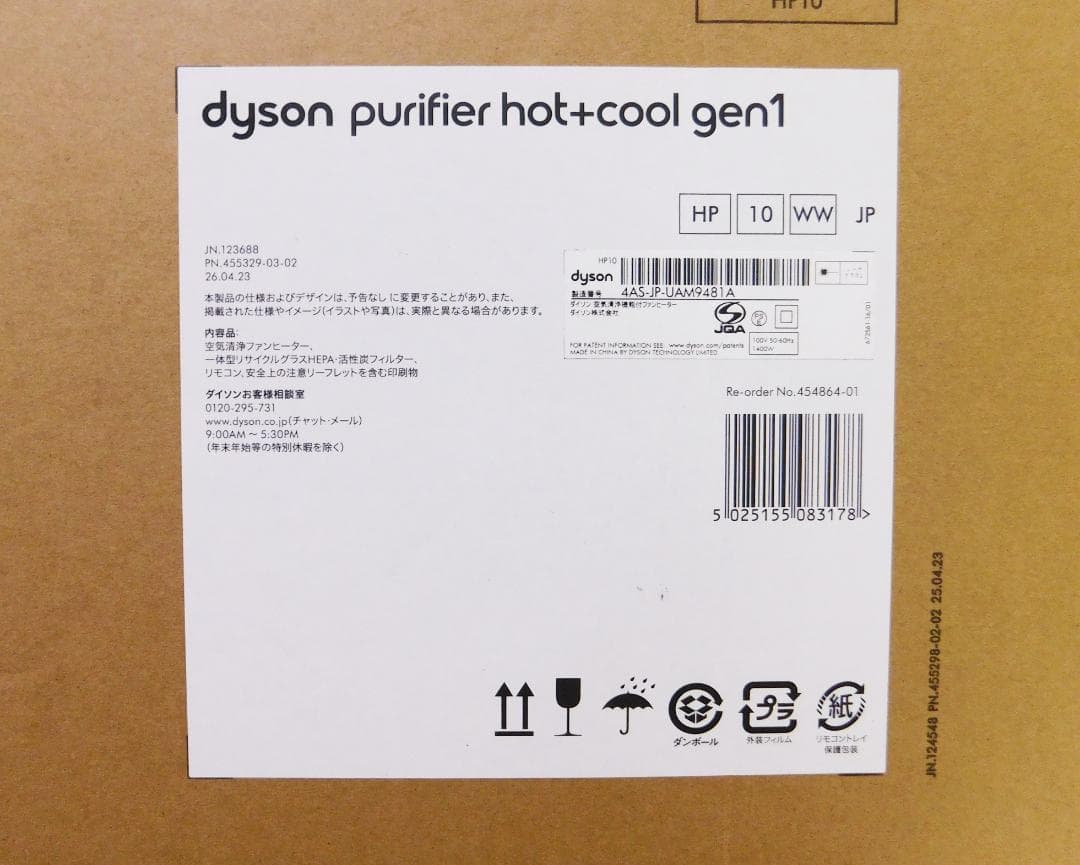 HP10
dyson purifier hot+cool gen1
HP 10 WW JP
JN.123688
PN.455329-03-02
26.04.23
本製品の仕様およびデザインは、予告なしに変更することがあり、また、
掲載された仕様やイメージ(イラストや写真)は、実際と異なる場合があります。
内容品:
空気清浄ファンヒーター、
一体型リサイクルグラスHEPA・活性炭フィルター、
リモコン、安全上の注意リーフレットを含む印刷物
ダイソンお客様相談室
0120-295-731
www.dyson.co.jp(チャット・メール)
9:00AM ~ 5:30PM
(年末年始等の特別休暇を除く)
HP10
dyson
製造番号 4AS-JP-UAM9481A
ダイソン 空気清浄機能付ファンヒーター
ダイソン株式会社
JQA
PS
E
FOR PATENT INFORMATION SEE: www.dyson.com/patents
MADE IN CHINA BY DYSON TECHNOLOGY LIMITED
100V 50-60Hz
1400W
672561-16/01
Re-order No.454864-01
5 025155 083178 >
ダンボール
プラ
外装フィルム
紙
リモコントレイ
保護包装
JN.124548 PN.455298-02-02 25.04.23